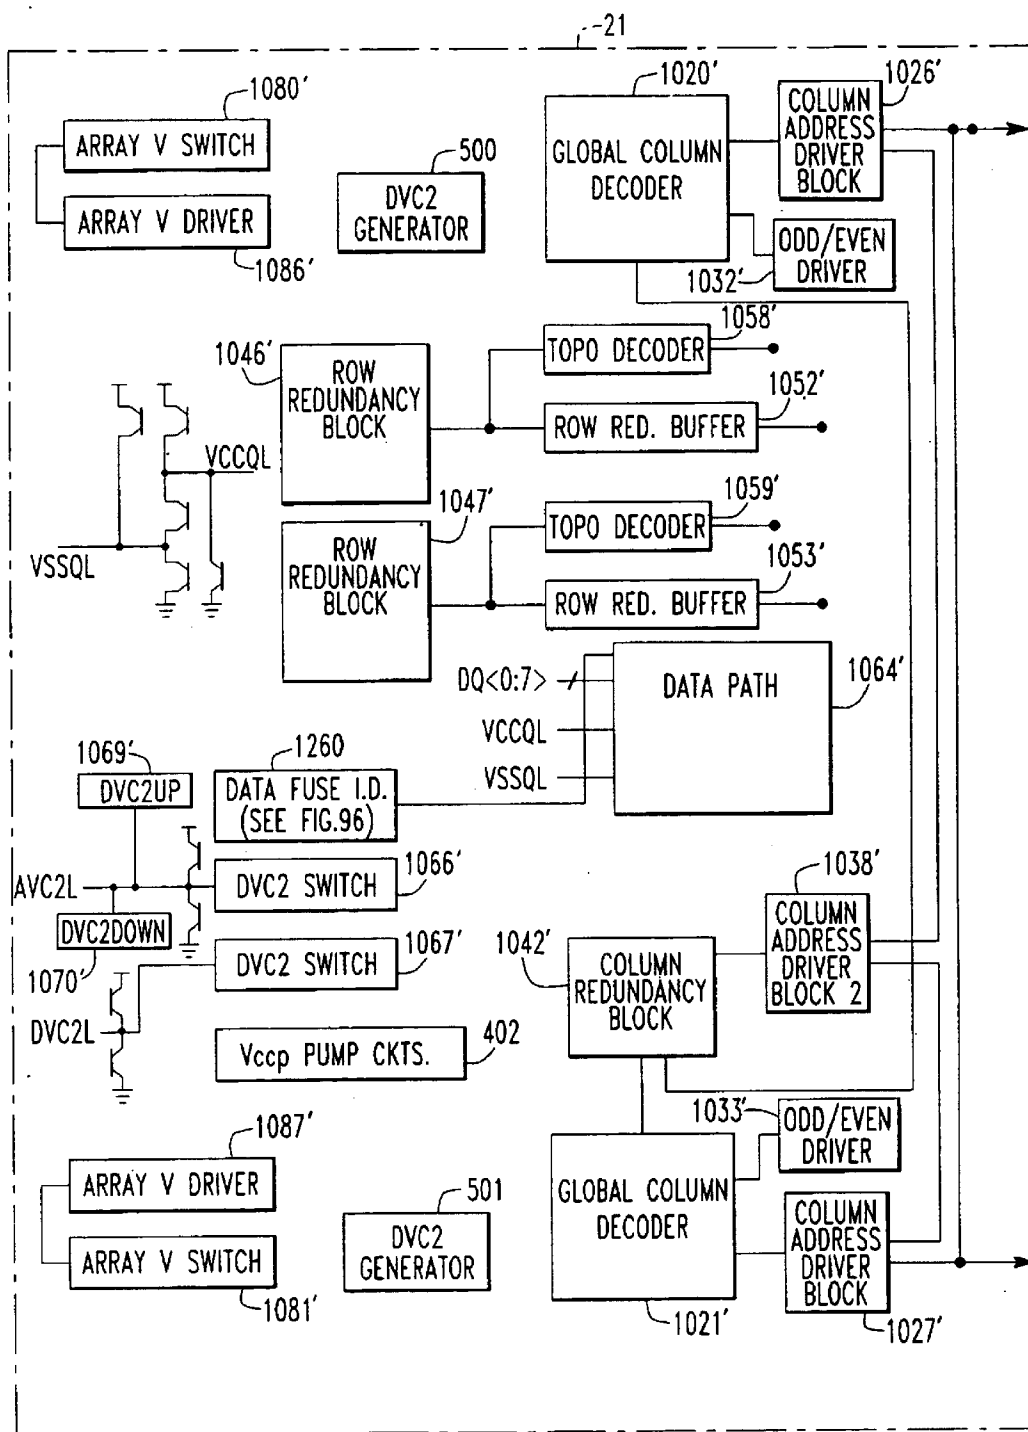 21
1080'
ARRAY V SWITCH
ARRAY V DRIVER
1086'
500
DVC2
GENERATOR
1020'
GLOBAL COLUMN
DECODER
1026'
COLUMN
ADDRESS
DRIVER
BLOCK
ODD/EVEN
DRIVER
1032'
1046'
ROW
REDUNDANCY
BLOCK
1058'
TOPO DECODER
1052'
ROW RED. BUFFER
VCCQL
VSSQL
1047'
ROW
REDUNDANCY
BLOCK
1059'
TOPO DECODER
1053'
ROW RED. BUFFER
DQ<0:7>
VCCQL
VSSQL
DATA PATH
1064'
1069'
DVC2UP
1260
DATA FUSE I.D.
(SEE FIG.96)
AVC2L
1066'
DVC2 SWITCH
DVC2DOWN
1070'
1067'
DVC2 SWITCH
DVC2L
402
Vccp PUMP CKTS.
1042'
COLUMN
REDUNDANCY
BLOCK
1038'
COLUMN
ADDRESS
DRIVER
BLOCK 2
1033'
ODD/EVEN
DRIVER
1087'
ARRAY V DRIVER
ARRAY V SWITCH
1081'
501
DVC2
GENERATOR
GLOBAL COLUMN
DECODER
1021'
COLUMN
ADDRESS
DRIVER
BLOCK
1027'